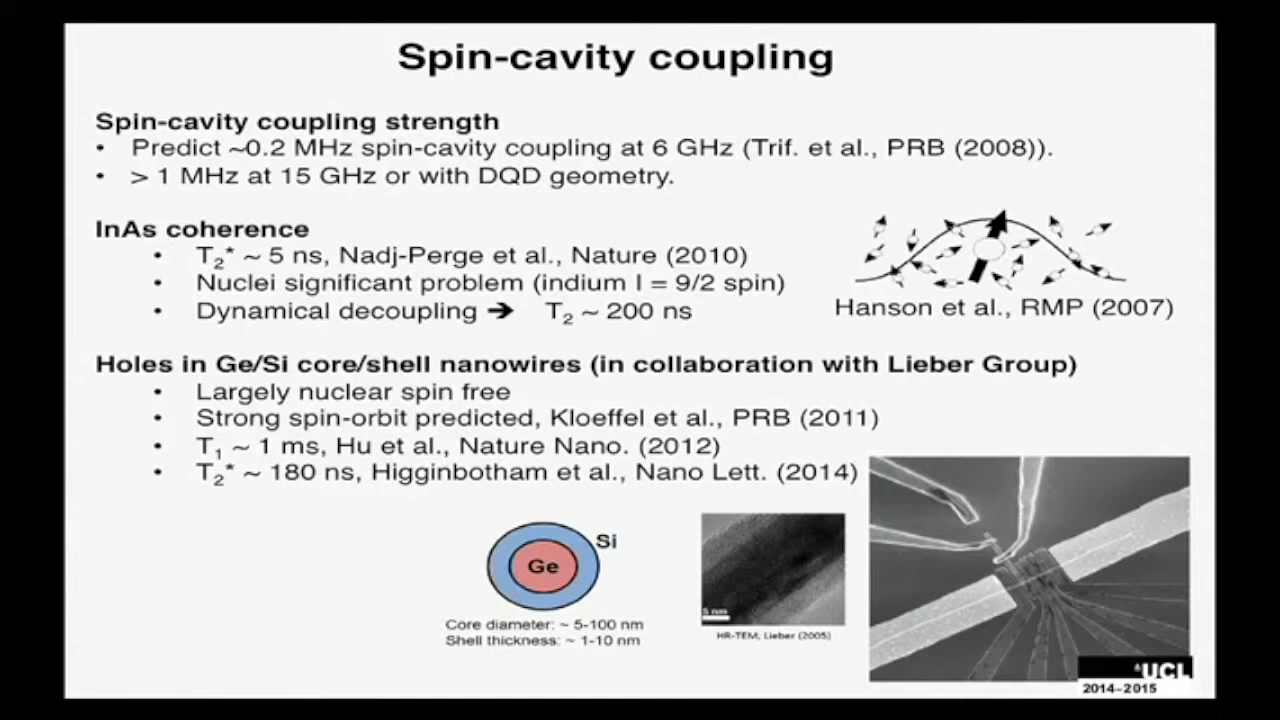 Spin-cavity coupling
Spin-cavity coupling strength
• Predict ~0.2 MHz spin-cavity coupling at 6 GHz (Trif. et al., PRB (2008)).
• > 1 MHz at 15 GHz or with DQD geometry.
InAs coherence
• T2* ~ 5 ns, Nadj-Perge et al., Nature (2010)
• Nuclei significant problem (indium I = 9/2 spin)
• Dynamical decoupling ➔ T2 ~ 200 ns
Hanson et al., RMP (2007)
Holes in Ge/Si core/shell nanowires (in collaboration with Lieber Group)
• Largely nuclear spin free
• Strong spin-orbit predicted, Kloeffel et al., PRB (2011)
• T1 ~ 1 ms, Hu et al., Nature Nano. (2012)
• T2* ~ 180 ns, Higginbotham et al., Nano Lett. (2014)
Si
Ge
Core diameter: ~ 5-100 nm
Shell thickness: ~ 1-10 nm
5 nm
HR-TEM, Lieber (2005)
UCL
2014–2015